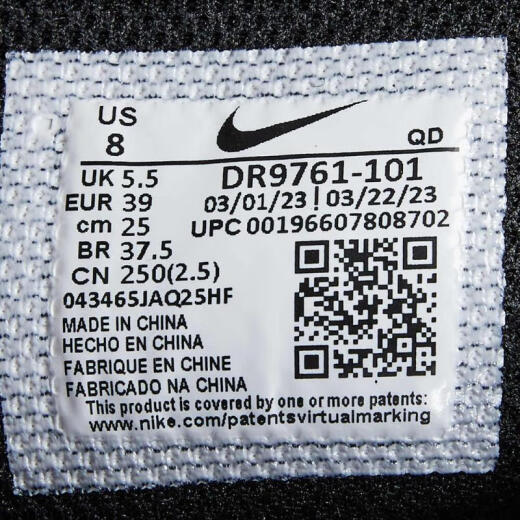 US
8
QD
UK 5.5
DR9761-101
EUR 39
03/01/23 | 03/22/23
cm 25
UPC 00196607808702
BR 37.5
CN 250(2.5)
043465JAQ25HF
MADE IN CHINA
HECHO EN CHINA
FABRIQUE EN CHINE
FABRICADO NA CHINA
This product is covered by one or more patents:
www.nike.com/patentsvirtualmarking